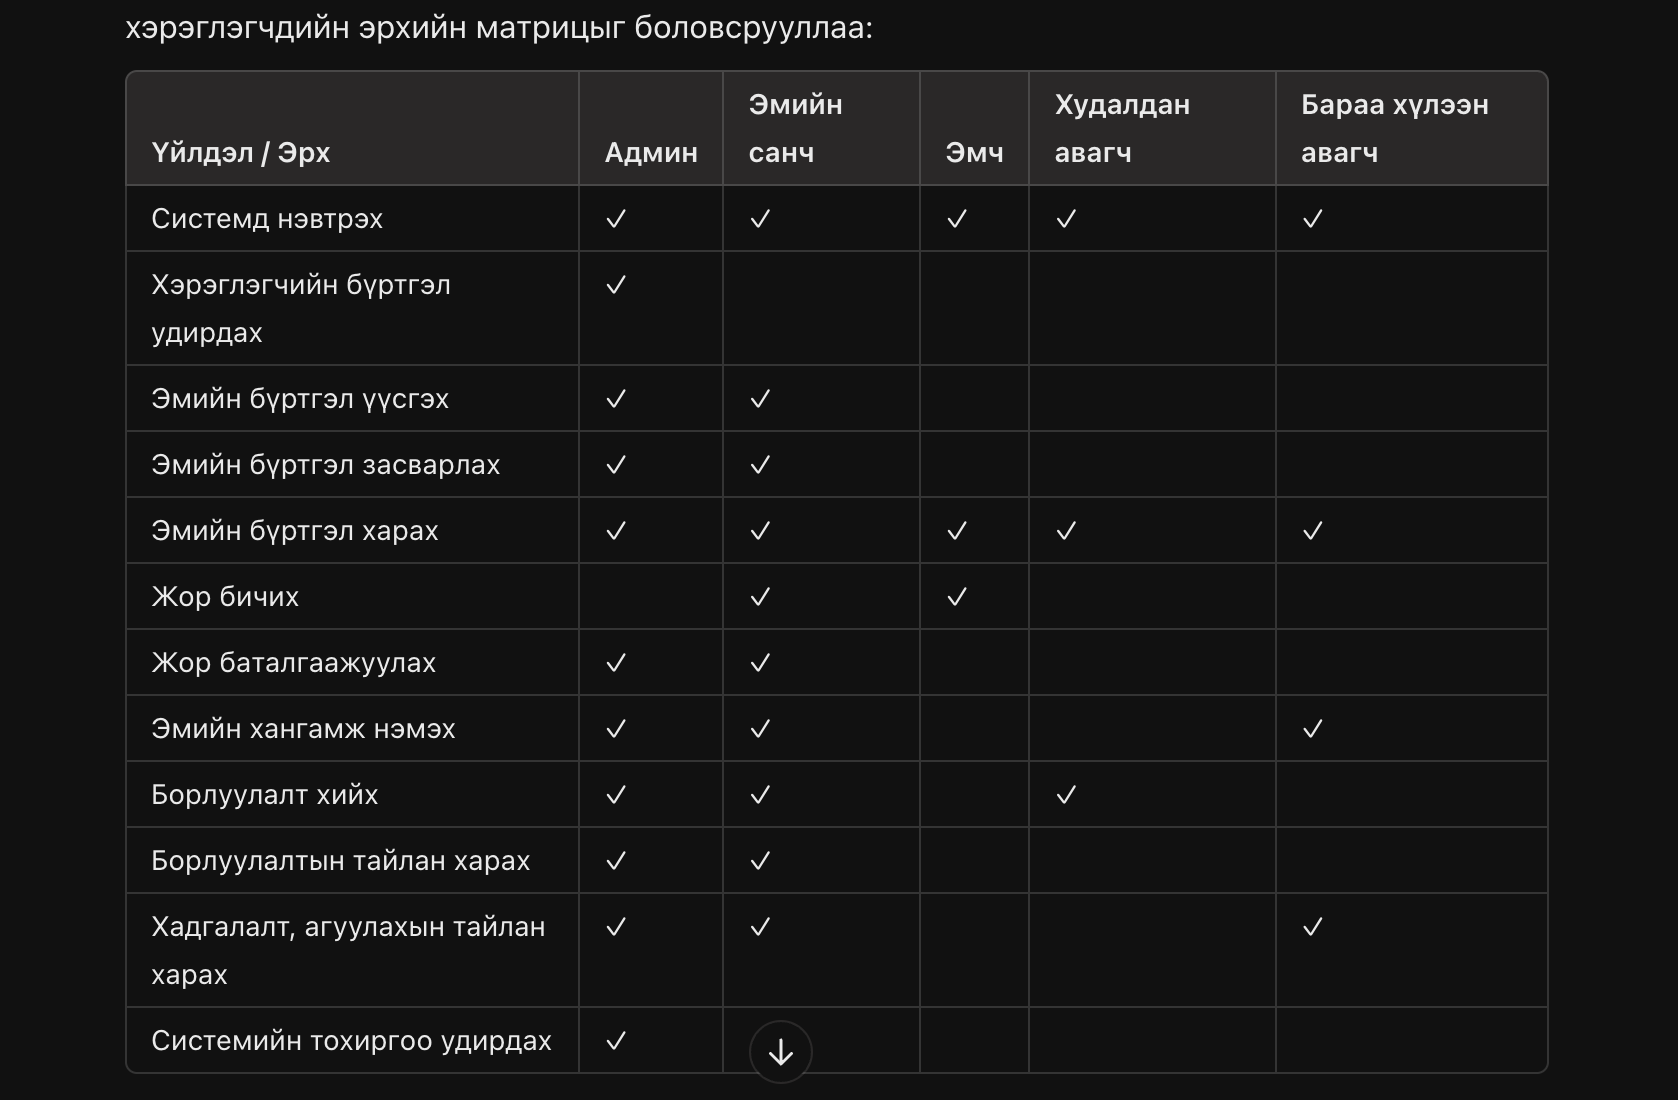 хэрэглэгчдийн эрхийн матрицыг боловсрууллаа:
Үйлдэл / Эрх
Админ
Эмийн
санч
Эмч
Худалдан
авагч
Бараа хүлээн
авагч
Системд нэвтрэх ✓ ✓ ✓ ✓ ✓
Хэрэглэгчийн бүртгэл ✓
удирдах
Эмийн бүртгэл үүсгэх ✓ ✓
Эмийн бүртгэл засварлах ✓ ✓
Эмийн бүртгэл харах ✓ ✓ ✓ ✓ ✓
Жор бичих ✓ ✓
Жор баталгаажуулах ✓ ✓
Эмийн хангамж нэмэх ✓ ✓ ✓
Борлуулалт хийх ✓ ✓ ✓
Борлуулалтын тайлан харах ✓ ✓
Хадгалалт, агуулахын тайлан ✓ ✓ ✓
харах
Системийн тохиргоо удирдах ✓